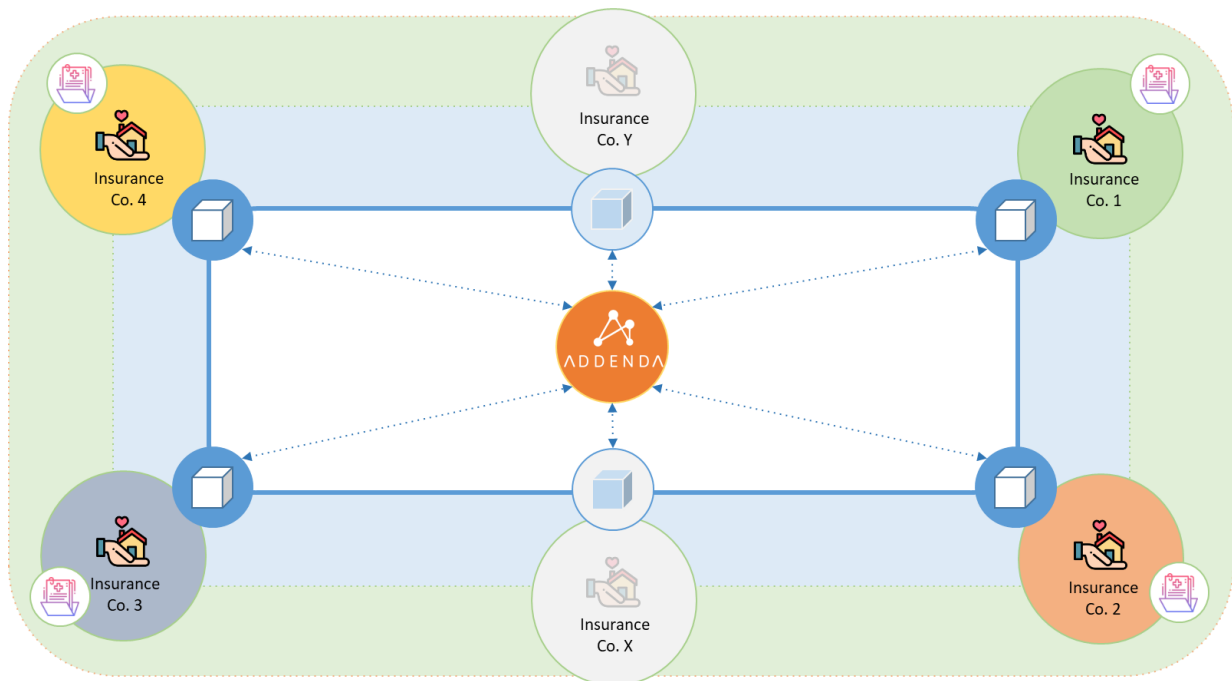 Insurance
Co. Y
Insurance
Co. 4
Insurance
Co. 1
ADDENDA
Insurance
Co. 3
Insurance
Co. 2
Insurance
Co. X